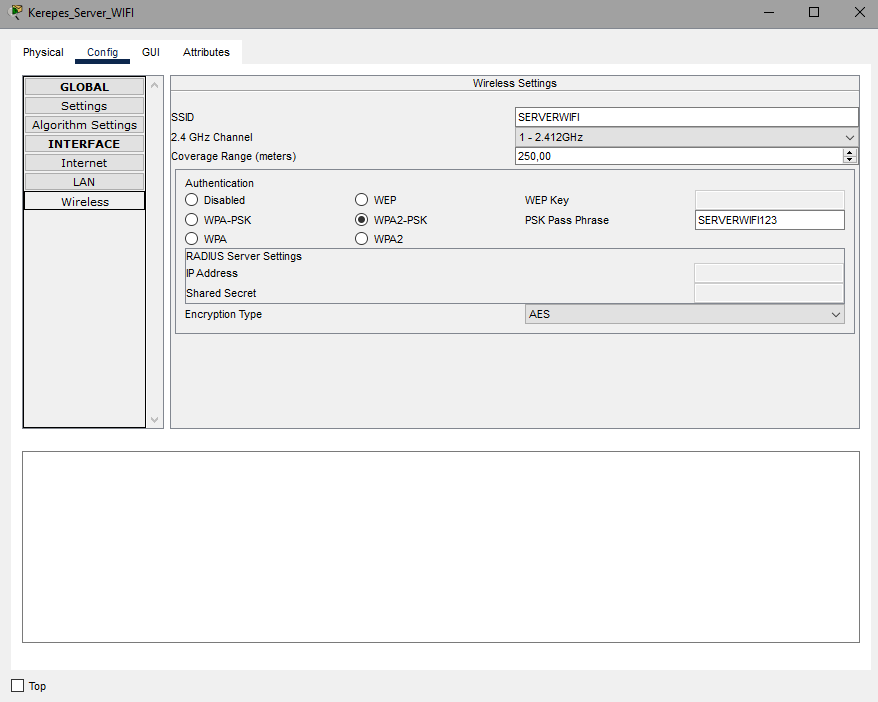 Kerepes_Server_WIFI
Physical Config GUI Attributes
GLOBAL
Settings
Algorithm Settings
INTERFACE
Internet
LAN
Wireless
Wireless Settings
SSID SERVERWIFI
2.4 GHz Channel 1 - 2.412GHz
Coverage Range (meters) 250,00
Authentication
Disabled WEP WEP Key
WPA-PSK WPA2-PSK PSK Pass Phrase SERVERWIFI123
WPA WPA2
RADIUS Server Settings
IP Address
Shared Secret
Encryption Type AES
Top